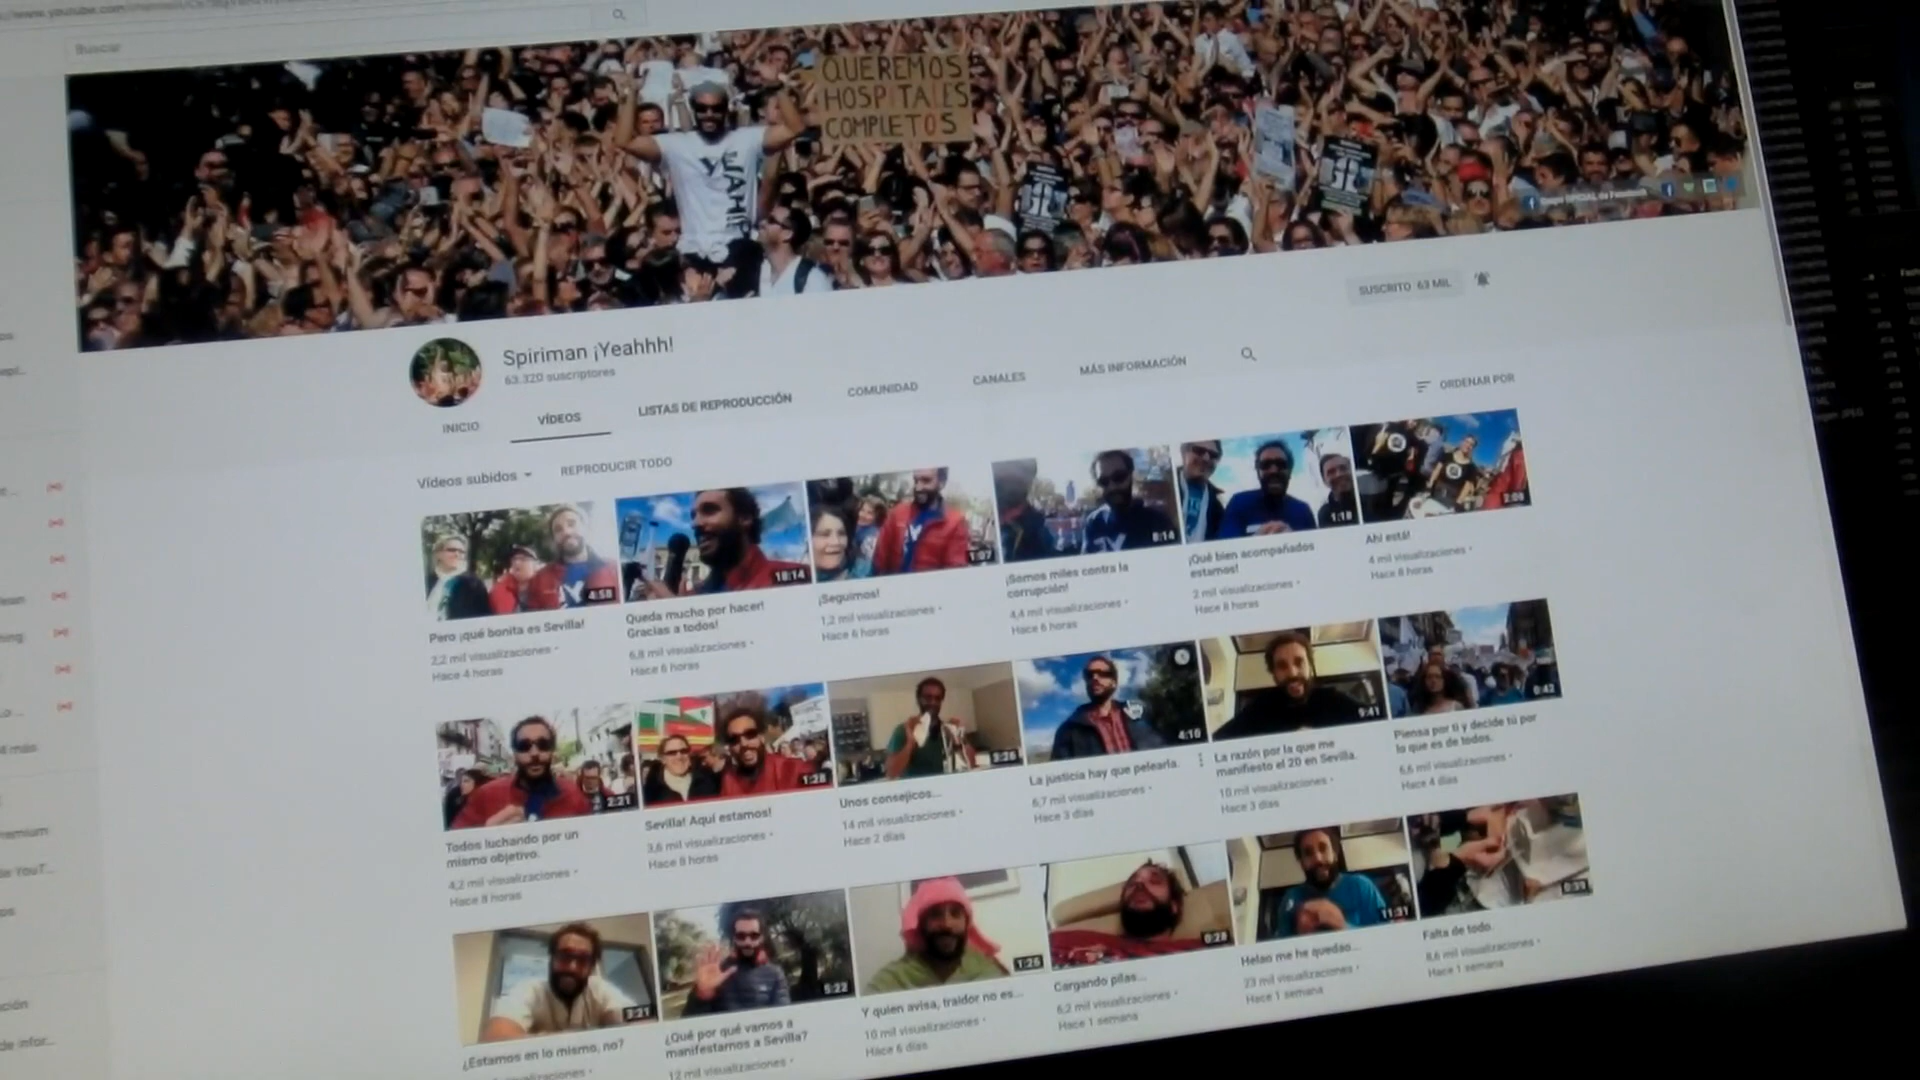 Buscar
QUEREMOS
HOSPITALES
COMPLETOS
YEAHH
Grupo OFICIAL de Facebook
SUSCRITO 63 MIL
Spiriman ¡Yeahhh!
63.320 suscriptores
INICIO
VÍDEOS
LISTAS DE REPRODUCCIÓN
COMUNIDAD
CANALES
MÁS INFORMACIÓN
ORDENAR POR
Vídeos subidos
REPRODUCIR TODO
4:58
Pero ¡qué bonita es Sevilla!
2,2 mil visualizaciones •
Hace 4 horas
18:14
Queda mucho por hacer!
Gracias a todos!
6,8 mil visualizaciones •
Hace 6 horas
1:07
¡Seguimos!
1,2 mil visualizaciones •
Hace 6 horas
8:14
¡Somos miles contra la
corrupción!
4,4 mil visualizaciones •
Hace 6 horas
1:18
¡Qué bien acompañados
estamos!
2 mil visualizaciones •
Hace 8 horas
2:09
Ahí está!
4 mil visualizaciones •
Hace 8 horas
2:21
Todos luchando por un
mismo objetivo.
4,2 mil visualizaciones •
Hace 8 horas
1:28
Sevilla! Aquí estamos!
3,6 mil visualizaciones •
Hace 8 horas
3:26
Unos consejicos...
14 mil visualizaciones •
Hace 2 días
4:10
La justicia hay que pelearla.
6,7 mil visualizaciones •
Hace 3 días
9:41
La razón por la que me
manifiesto el 20 en Sevilla.
10 mil visualizaciones •
Hace 3 días
0:42
Piensa por ti y decide tú por
lo que es de todos.
6,6 mil visualizaciones •
Hace 4 días
3:21
¿Estamos en lo mismo, no?
visualizaciones •
5:22
¿Qué por qué vamos a
manifestarnos a Sevilla?
12 mil visualizaciones •
1:26
Y quien avisa, traidor no es...
10 mil visualizaciones •
Hace 6 días
0:28
Cargando pilas...
6,2 mil visualizaciones •
Hace 1 semana
11:31
Helao me he quedao...
23 mil visualizaciones •
Hace 1 semana
0:39
Falta de todo.
8,6 mil visualizaciones •
Hace 1 semana